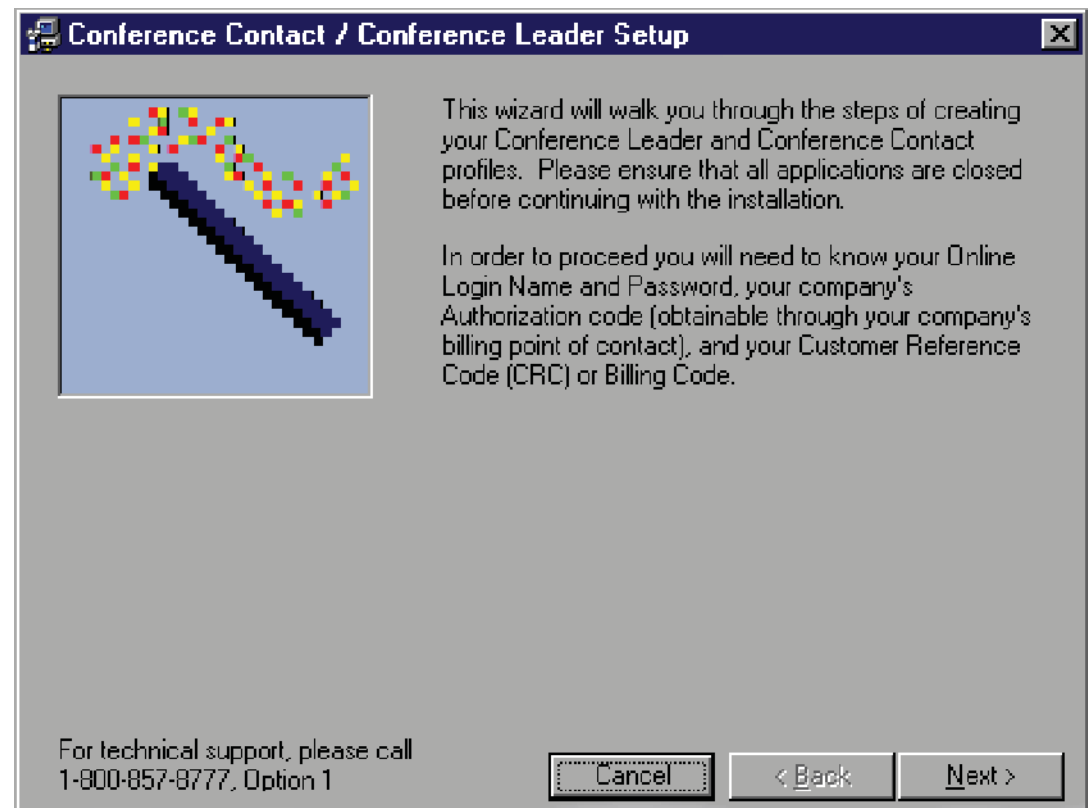 Conference Contact / Conference Leader Setup
This wizard will walk you through the steps of creating
your Conference Leader and Conference Contact
profiles.  Please ensure that all applications are closed
before continuing with the installation.
In order to proceed you will need to know your Online
Login Name and Password, your company's
Authorization code (obtainable through your company's
billing point of contact), and your Customer Reference
Code (CRC) or Billing Code.
For technical support, please call
1-800-857-8777, Option 1
Cancel
< Back
Next >